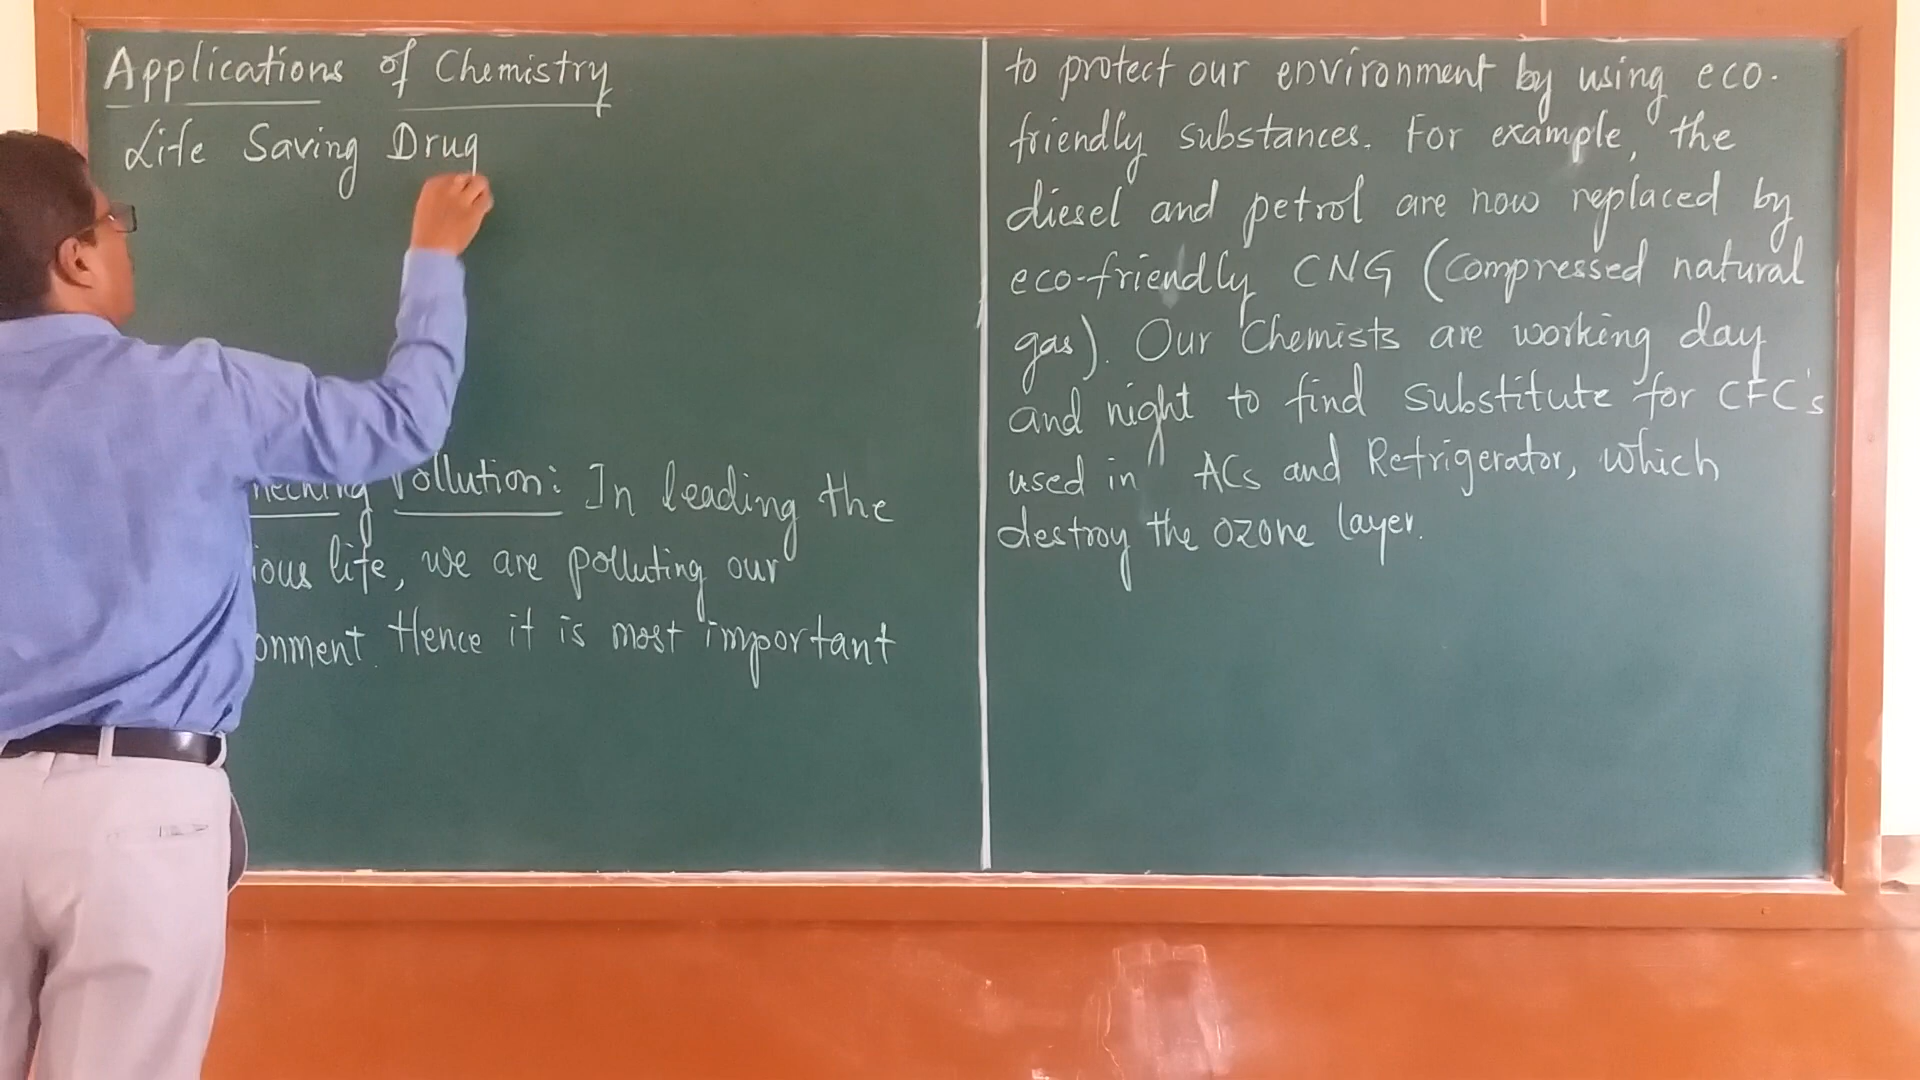 Applications of Chemistry
Life Saving Drug
Pollution: In leading the
life, we are polluting our
Hence it is most important
to protect our environment by using eco-
friendly substances. For example, the
diesel and petrol are now replaced by
eco-friendly CNG (Compressed natural
gas). Our Chemists are working day
and night to find substitute for CFC's
used in ACs and Refrigerator, which
destroy the ozone layer.